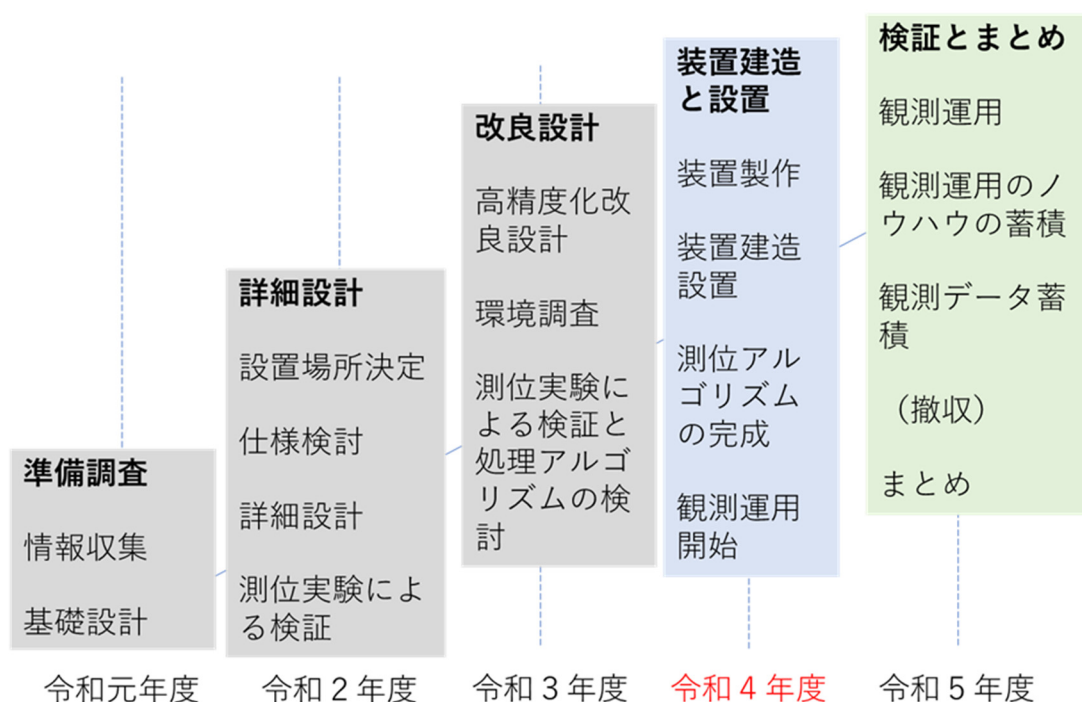 準備調査
情報収集
基礎設計
詳細設計
設置場所決定
仕様検討
詳細設計
測位実験によ
る検証
改良設計
高精度化改
良設計
環境調査
測位実験に
よる検証と
処理アルゴ
リズムの検
討
装置建造
と設置
装置製作
装置建造
設置
測位アル
ゴリズム
の完成
観測運用
開始
検証とまとめ
観測運用
観測運用のノ
ウハウの蓄積
観測データ蓄
積
（撤収）
まとめ
令和元年度
令和２年度
令和３年度
令和４年度
令和５年度